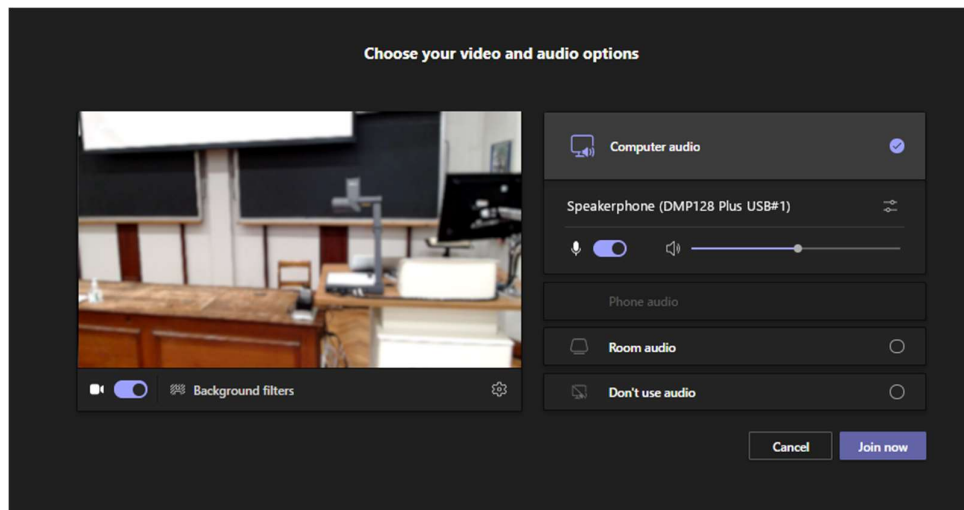 Choose your video and audio options
Computer audio
Speakerphone (DMP128 Plus USB#1)
Phone audio
Room audio
Don't use audio
Background filters
Cancel
Join now